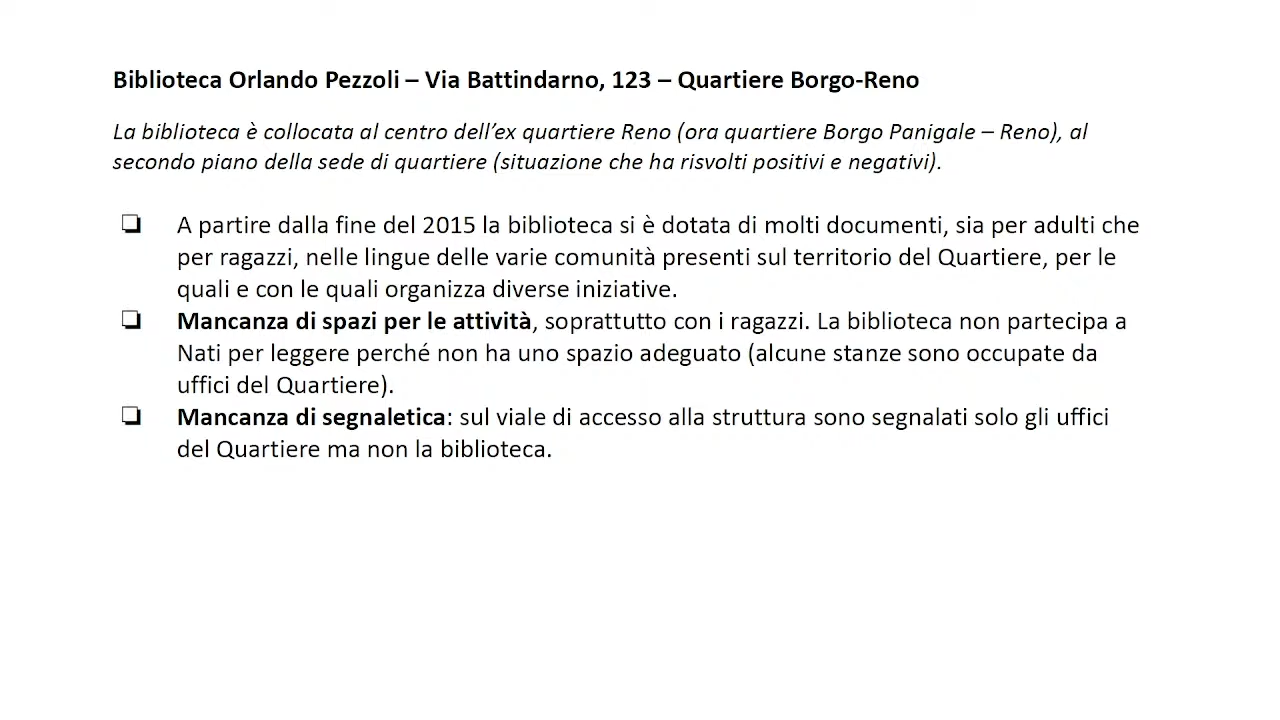 Biblioteca Orlando Pezzoli – Via Battindarno, 123 – Quartiere Borgo-Reno
La biblioteca è collocata al centro dell’ex quartiere Reno (ora quartiere Borgo Panigale – Reno), al
secondo piano della sede di quartiere (situazione che ha risvolti positivi e negativi).
❏ A partire dalla fine del 2015 la biblioteca si è dotata di molti documenti, sia per adulti che
per ragazzi, nelle lingue delle varie comunità presenti sul territorio del Quartiere, per le
quali e con le quali organizza diverse iniziative.
❏ Mancanza di spazi per le attività, soprattutto con i ragazzi. La biblioteca non partecipa a
Nati per leggere perché non ha uno spazio adeguato (alcune stanze sono occupate da
uffici del Quartiere).
❏ Mancanza di segnaletica: sul viale di accesso alla struttura sono segnalati solo gli uffici
del Quartiere ma non la biblioteca.